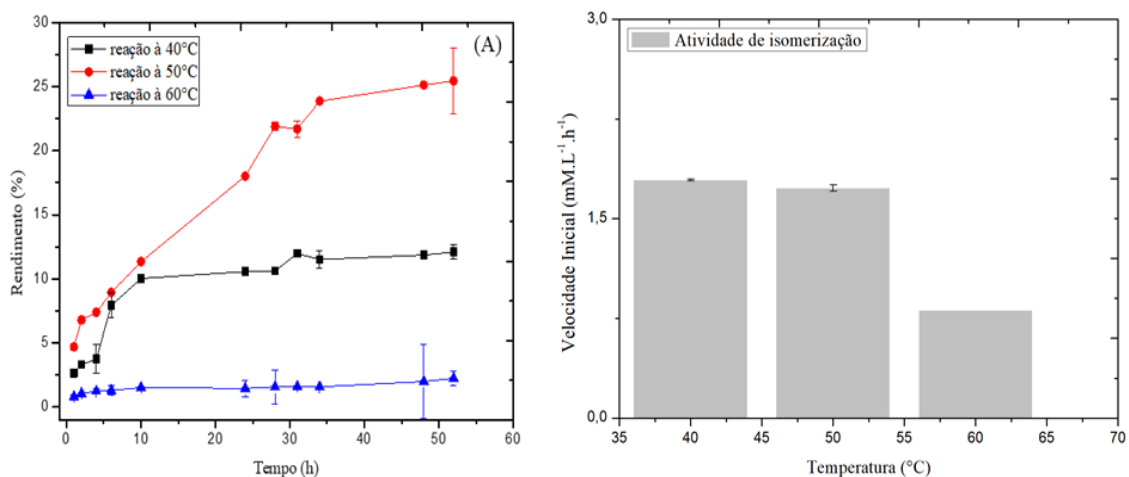 (A)
reação à 40°C
reação à 50°C
reação à 60°C
Rendimento (%)
30
25
20
15
10
5
0
0 10 20 30 40 50 60
Tempo (h)
Atividade de isomerização
Velocidade Inicial (mM.L⁻¹.h⁻¹)
3,0
1,5
0,0
35 40 45 50 55 60 65 70
Temperatura (°C)